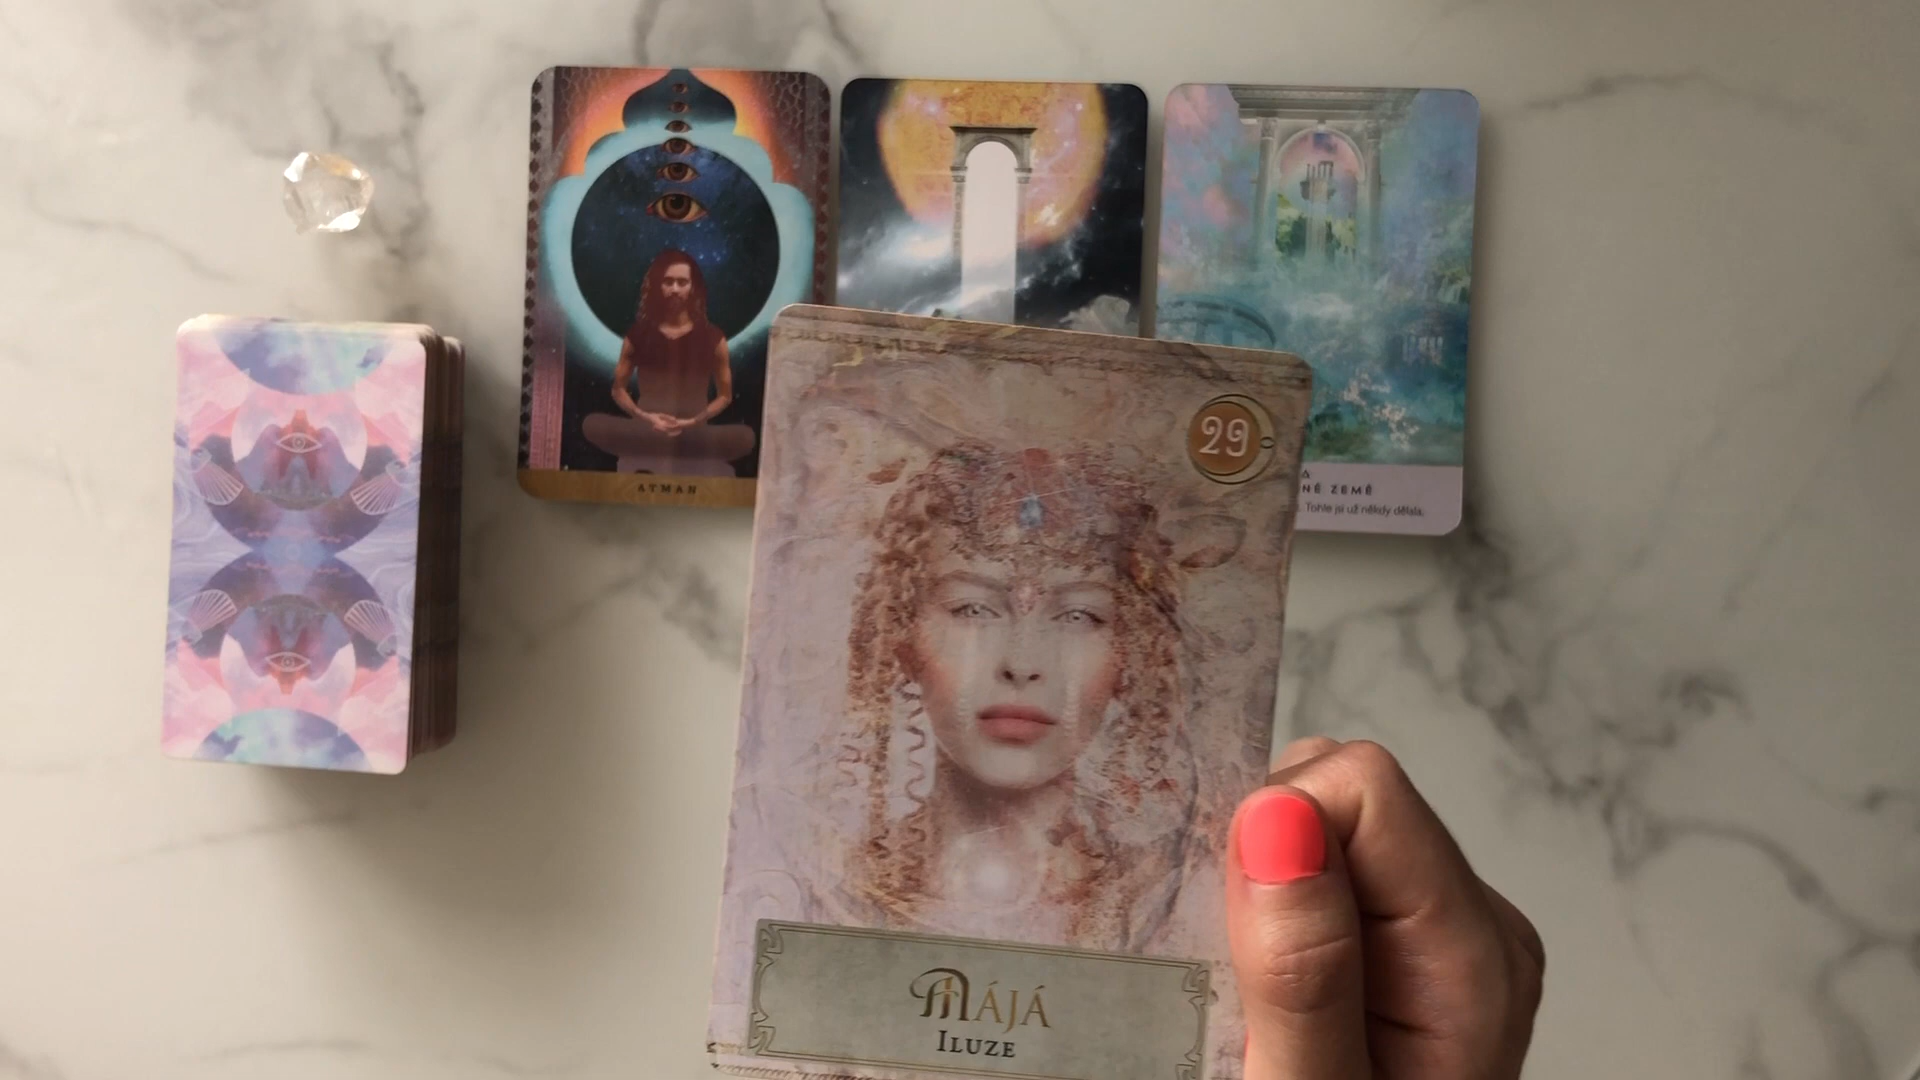 ATMAN
NÉ ZEMĚ
. Tohle jsi už někdy dělala.
29
MÁJÁ
ILUZE